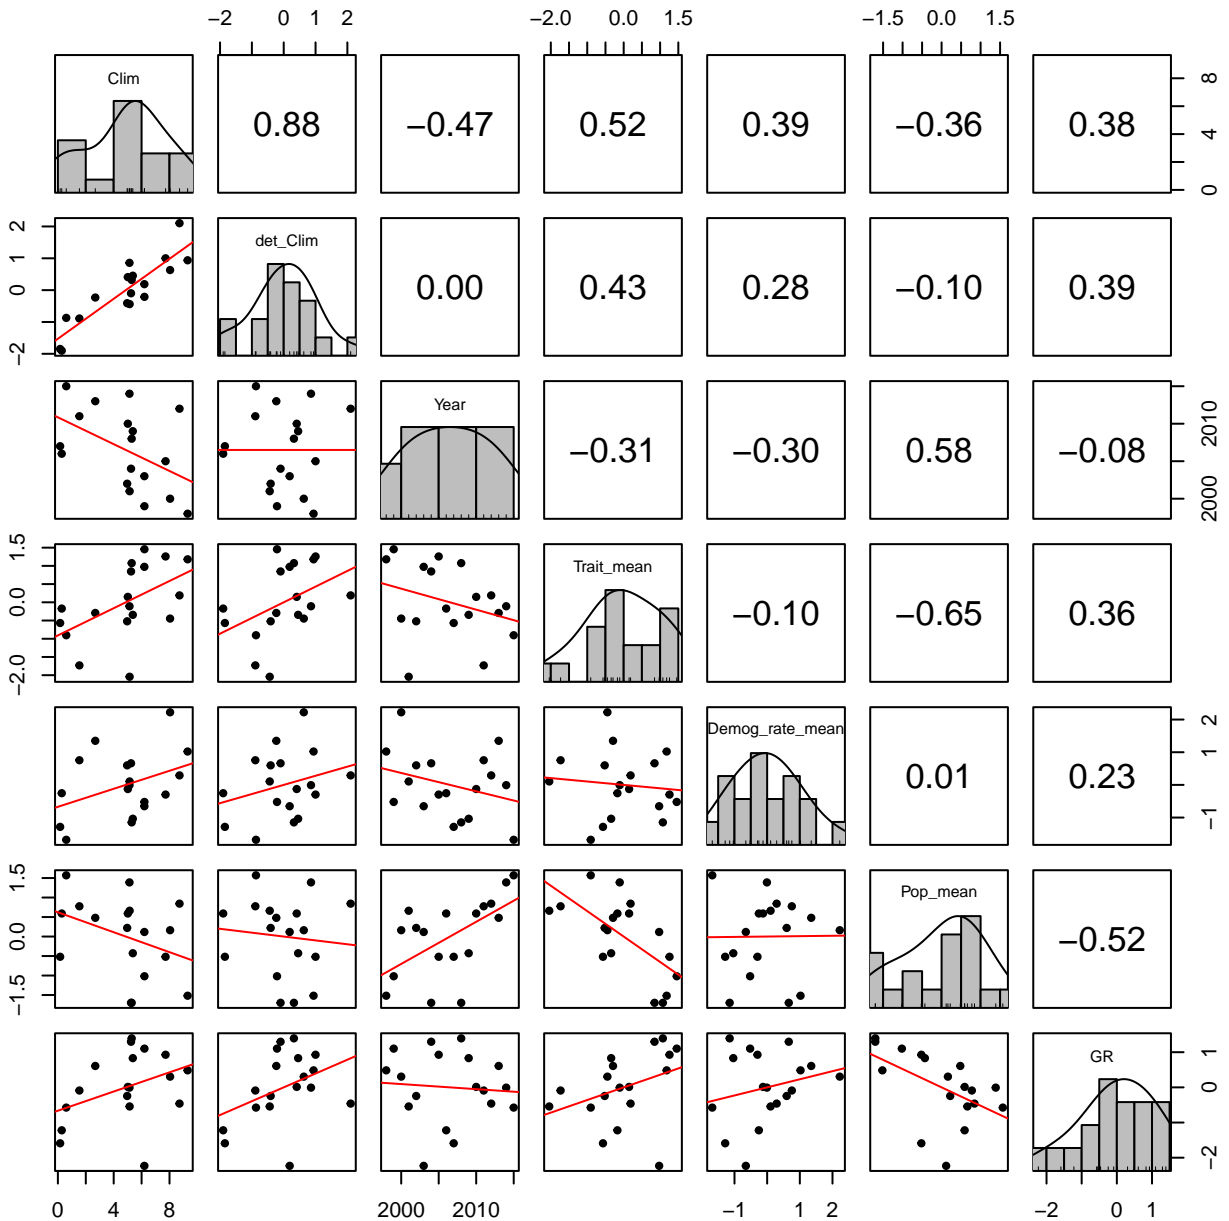 −2 0 1 2 −2.0 0.0 1.5 −1.5 0.0 1.5
Clim 0.88 −0.47 0.52 0.39 −0.36 0.38 0 4 8
−2 0 1 2 det_Clim 0.00 0.43 0.28 −0.10 0.39
Year −0.31 −0.30 0.58 −0.08 2000 2010
−2.0 0.0 1.5 Trait_mean −0.10 −0.65 0.36
Demog_rate_mean 0.01 0.23 −1 1 2
−1.5 0.0 1.5 Pop_mean −0.52
GR −2 0 1
0 4 8 2000 2010 −1 1 2 −2 0 1